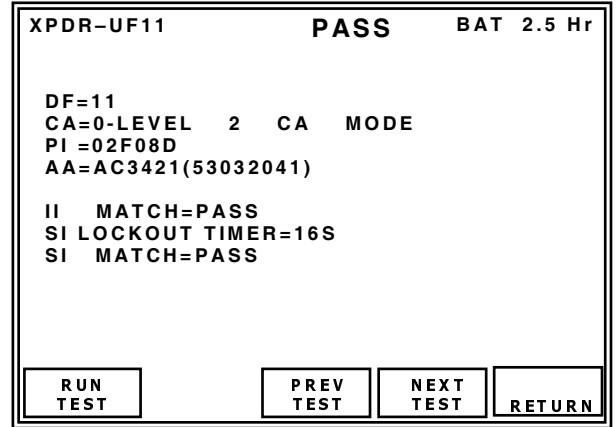 XPDR–UF11 PASS BAT 2.5 Hr
DF=11
CA=0-LEVEL 2 CA MODE
PI =02F08D
AA=AC3421(53032041)
II MATCH=PASS
SI LOCKOUT TIMER=16S
SI MATCH=PASS
RUN TEST
PREV TEST
NEXT TEST
RETURN